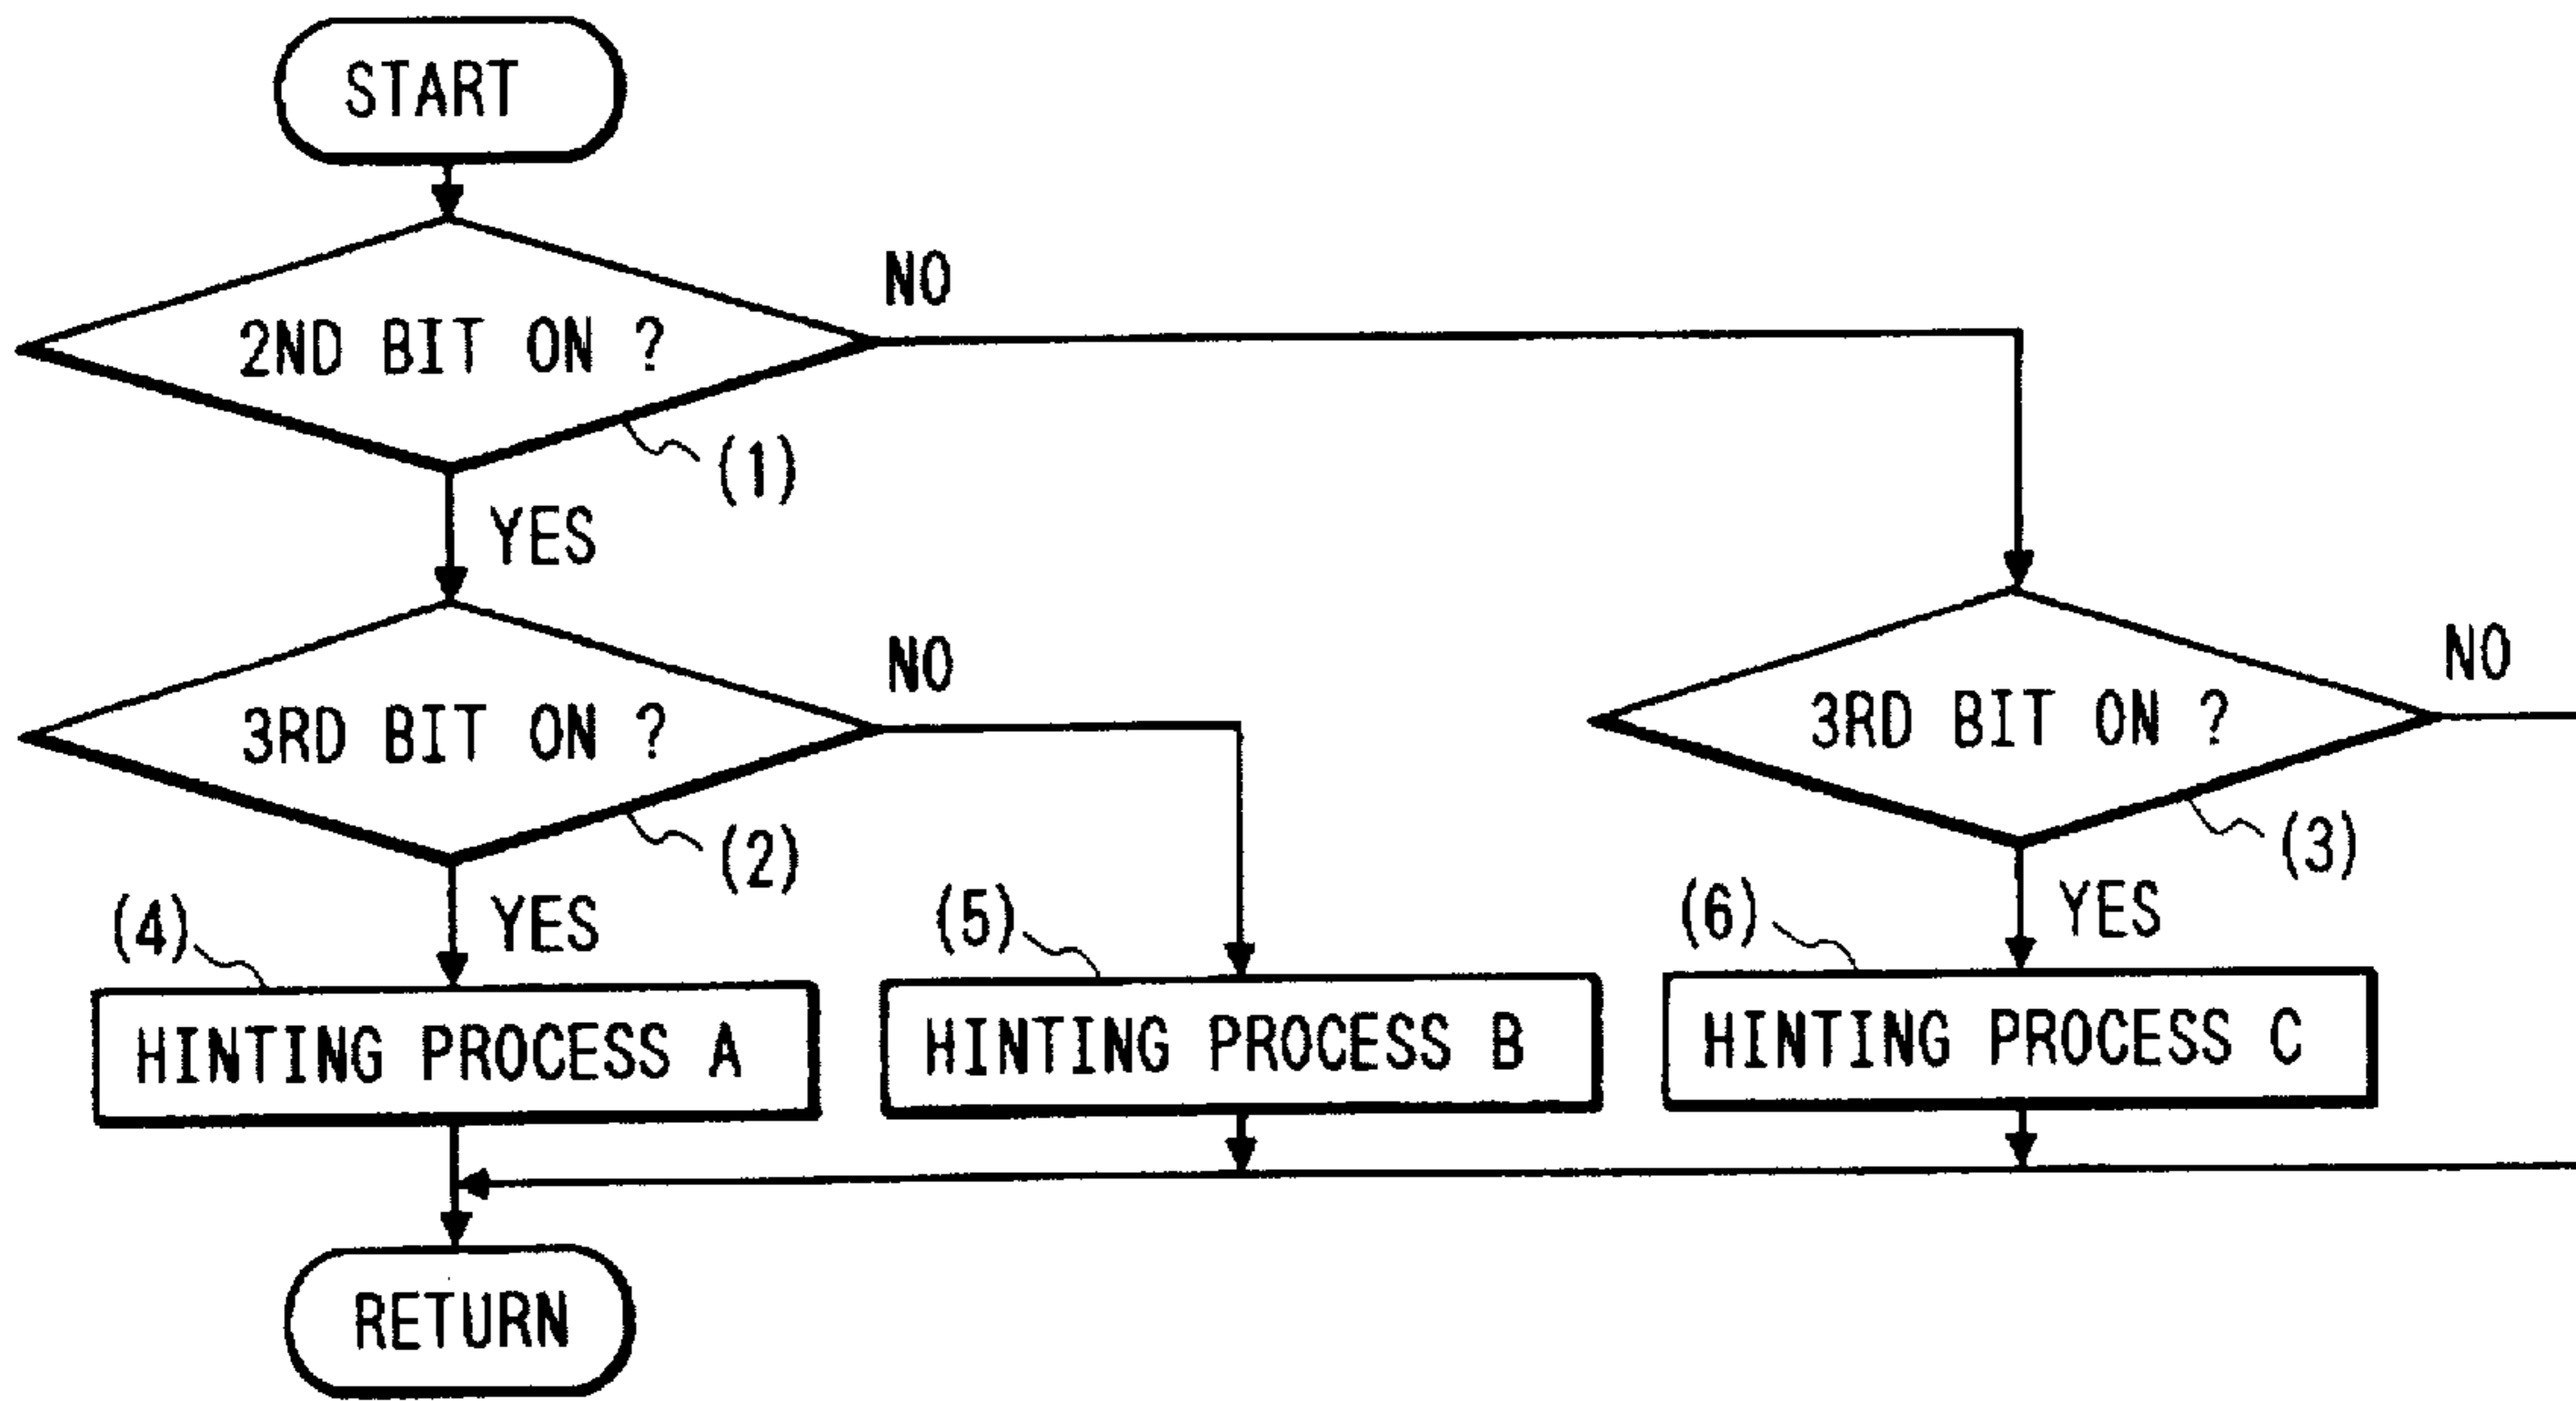 START
NO
2ND BIT ON ?
(1)
YES
NO
3RD BIT ON ?
(2)
NO
3RD BIT ON ?
(3)
(4)
YES
(5)
(6)
YES
HINTING PROCESS A
HINTING PROCESS B
HINTING PROCESS C
RETURN